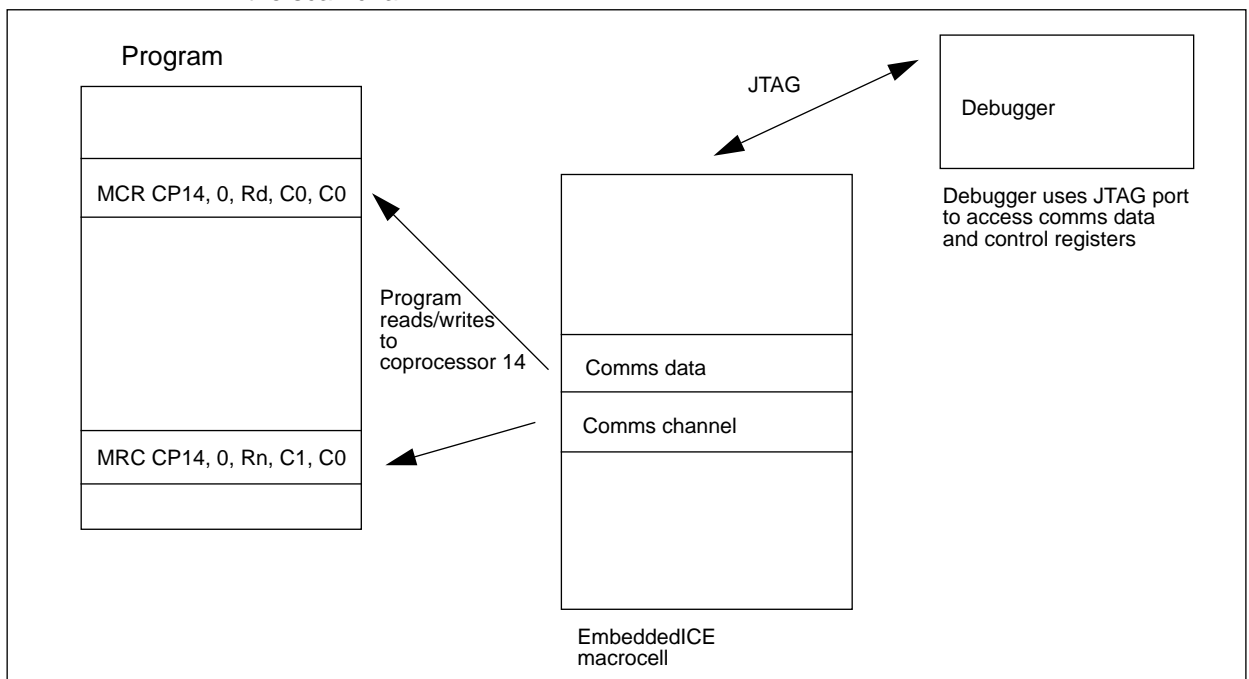 Program
MCR CP14, 0, Rd, C0, C0
Program
reads/writes
to
coprocessor 14
MRC CP14, 0, Rn, C1, C0
JTAG
Comms data
Comms channel
EmbeddedICE
macrocell
Debugger
Debugger uses JTAG port
to access comms data
and control registers